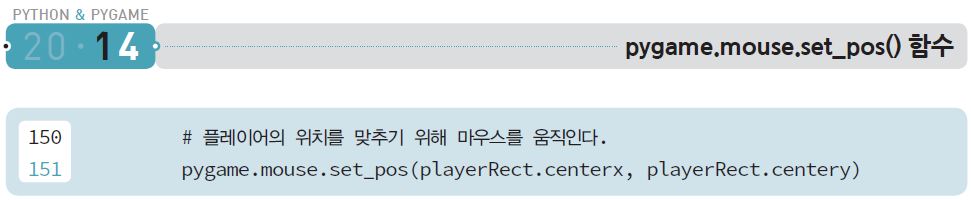 PYTHON & PYGAME
20·14
pygame.mouse.set_pos() 함수
150 # 플레이어의 위치를 맞추기 위해 마우스를 움직인다.
151 pygame.mouse.set_pos(playerRect.centerx, playerRect.centery)